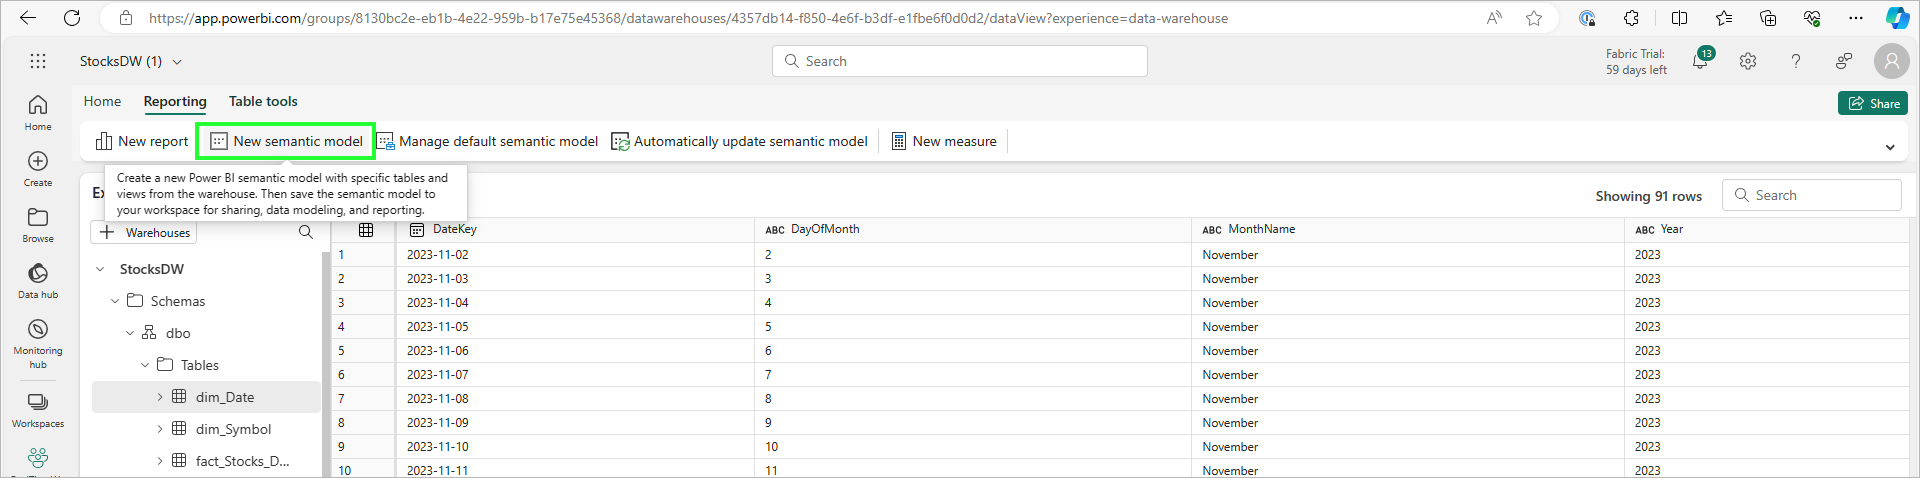 https://app.powerbi.com/groups/8130bc2e-eb1b-4e22-959b-b17e75e45368/datawarehouses/4357db14-f850-4e6f-b3df-e1fbe6f0d0d2/dataView?experience=data-warehouse
StocksDW (1)
Search
Fabric Trial:
59 days left
13
Home
Reporting
Table tools
Share
New report
New semantic model
Manage default semantic model
Automatically update semantic model
New measure
Create a new Power BI semantic model with specific tables and
views from the warehouse. Then save the semantic model to
your workspace for sharing, data modeling, and reporting.
Home
Create
Browse
Data hub
Monitoring
hub
Workspaces
Ex
Warehouses
StocksDW
Schemas
dbo
Tables
dim_Date
dim_Symbol
fact_Stocks_D...
Showing 91 rows
Search
DateKey ABC DayOfMonth ABC MonthName ABC Year
1 2023-11-02 2 November 2023
2 2023-11-03 3 November 2023
3 2023-11-04 4 November 2023
4 2023-11-05 5 November 2023
5 2023-11-06 6 November 2023
6 2023-11-07 7 November 2023
7 2023-11-08 8 November 2023
8 2023-11-09 9 November 2023
9 2023-11-10 10 November 2023
10 2023-11-11 11 November 2023